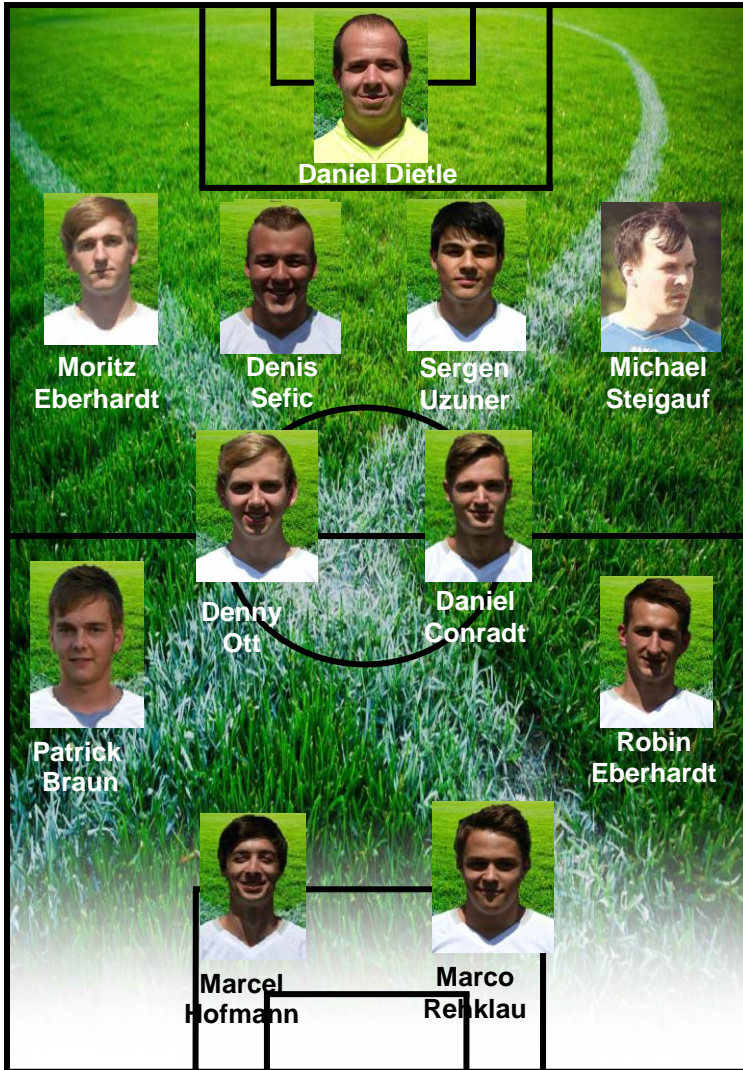 Daniel Dietle
Moritz
Eberhardt
Denis
Sefic
Sergen
Uzuner
Michael
Steigauf
Denny
Ott
Daniel
Conradt
Patrick
Braun
Robin
Eberhardt
Marcel
Hofmann
Marco
Rehklau